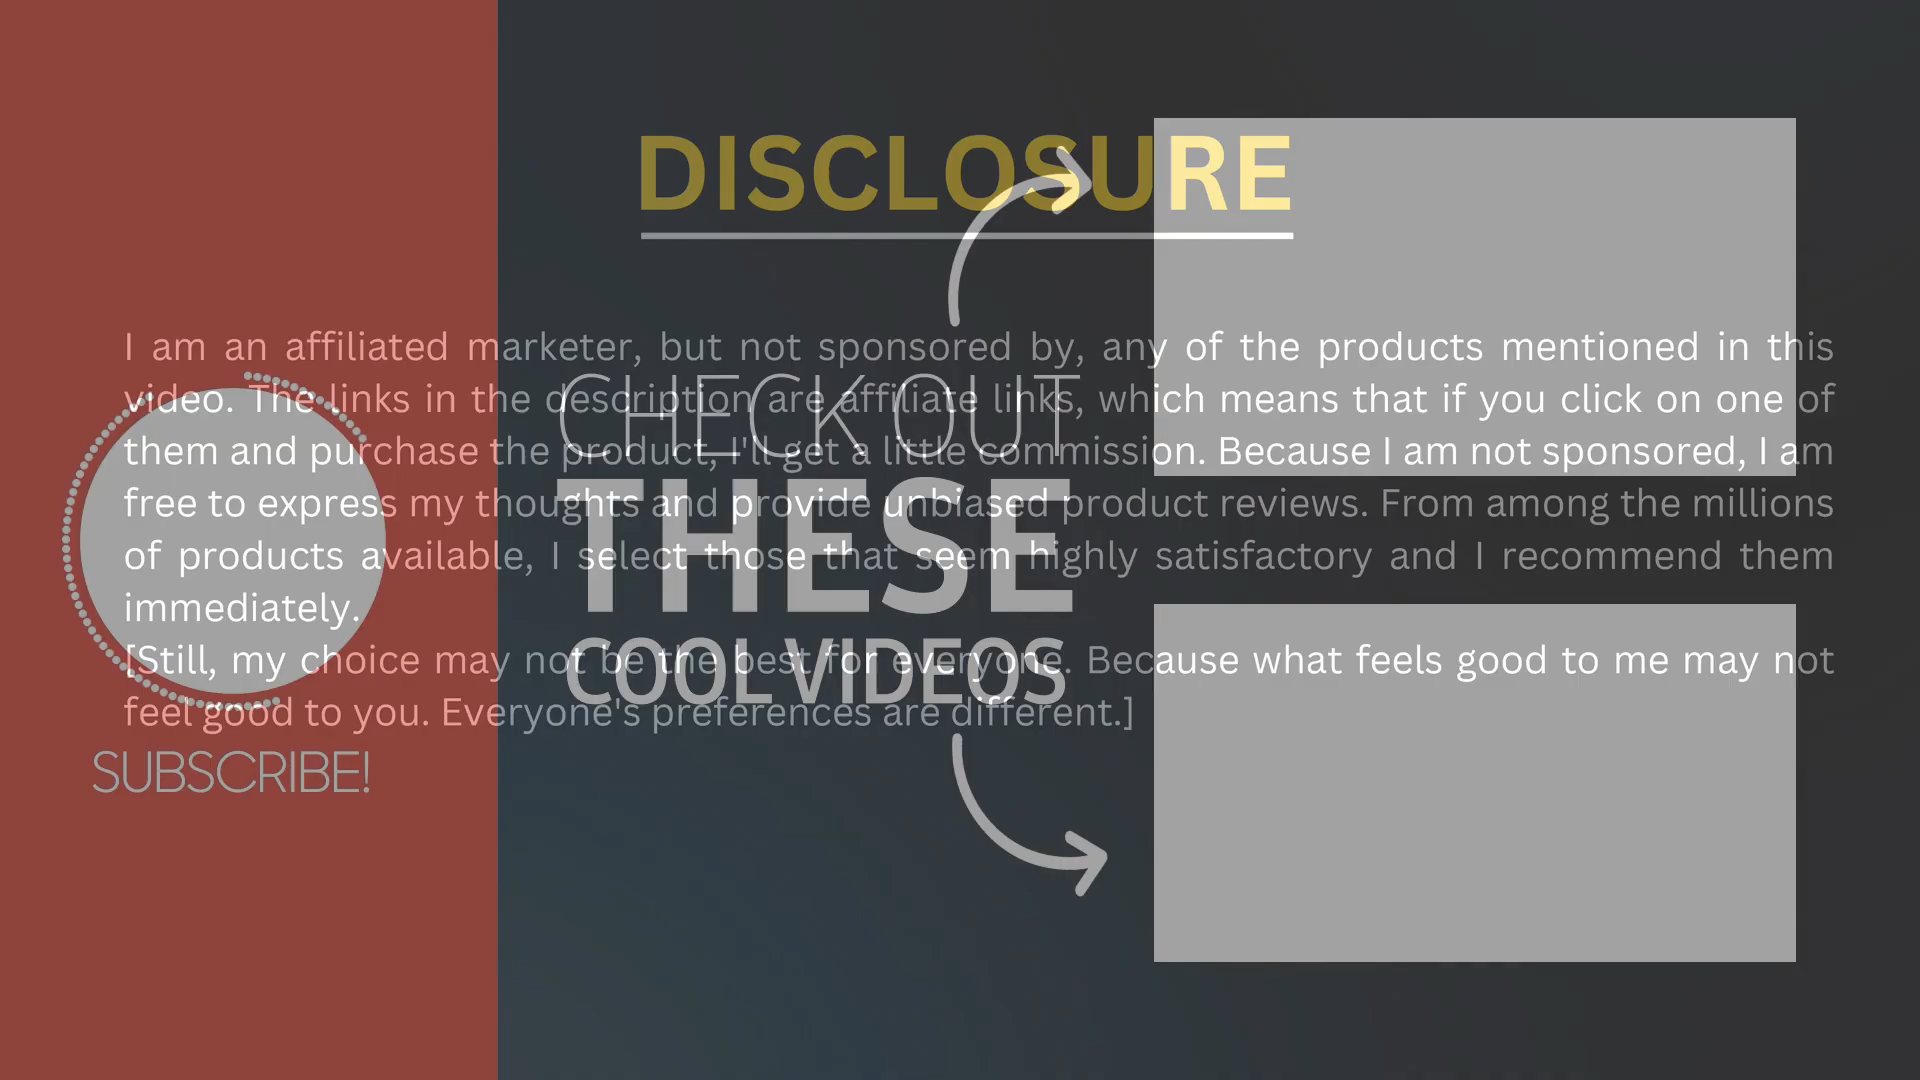 DISCLOSURE
I am an affiliated marketer, but not sponsored by, any of the products mentioned in this
video. The links in the description are affiliate links, which means that if you click on one of
them and purchase the product, I'll get a little commission. Because I am not sponsored, I am
free to express my thoughts and provide unbiased product reviews. From among the millions
of products available, I select those that seem highly satisfactory and I recommend them
immediately.
[Still, my choice may not be the best for everyone. Because what feels good to me may not
feel good to you. Everyone's preferences are different.]
CHECK OUT
THESE
COOL VIDEOS
SUBSCRIBE!